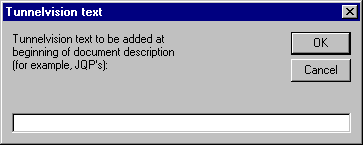 Tunnelvision text
Tunnelvision text to be added at
beginning of document description
(for example, JQP's):
OK
Cancel